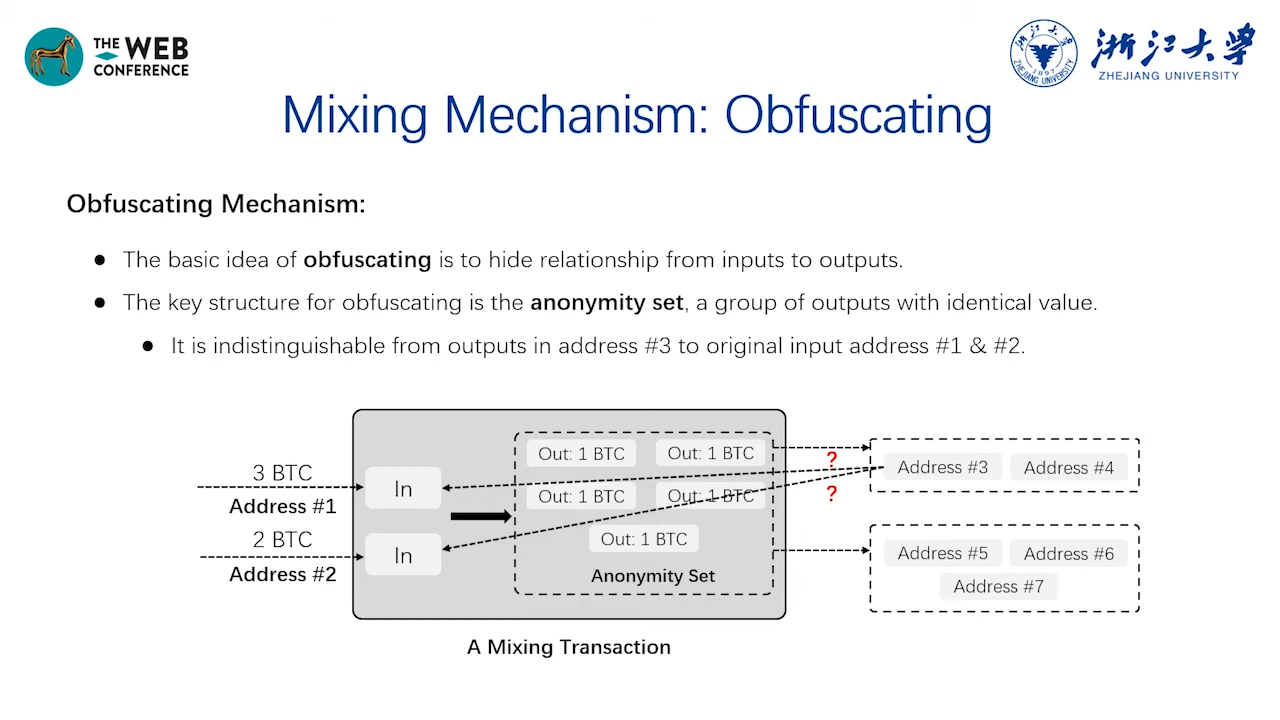 THE WEB
CONFERENCE
浙江大学
ZHEJIANG UNIVERSITY
1897
ZHEJIANG UNIVERSITY
Mixing Mechanism: Obfuscating
Obfuscating Mechanism:
● The basic idea of obfuscating is to hide relationship from inputs to outputs.
● The key structure for obfuscating is the anonymity set, a group of outputs with identical value.
● It is indistinguishable from outputs in address #3 to original input address #1 & #2.
3 BTC
Address #1
2 BTC
Address #2
In
In
Out: 1 BTC
Out: 1 BTC
Out: 1 BTC
Out: 1 BTC
Out: 1 BTC
Anonymity Set
?
?
Address #3
Address #4
Address #5
Address #6
Address #7
A Mixing Transaction